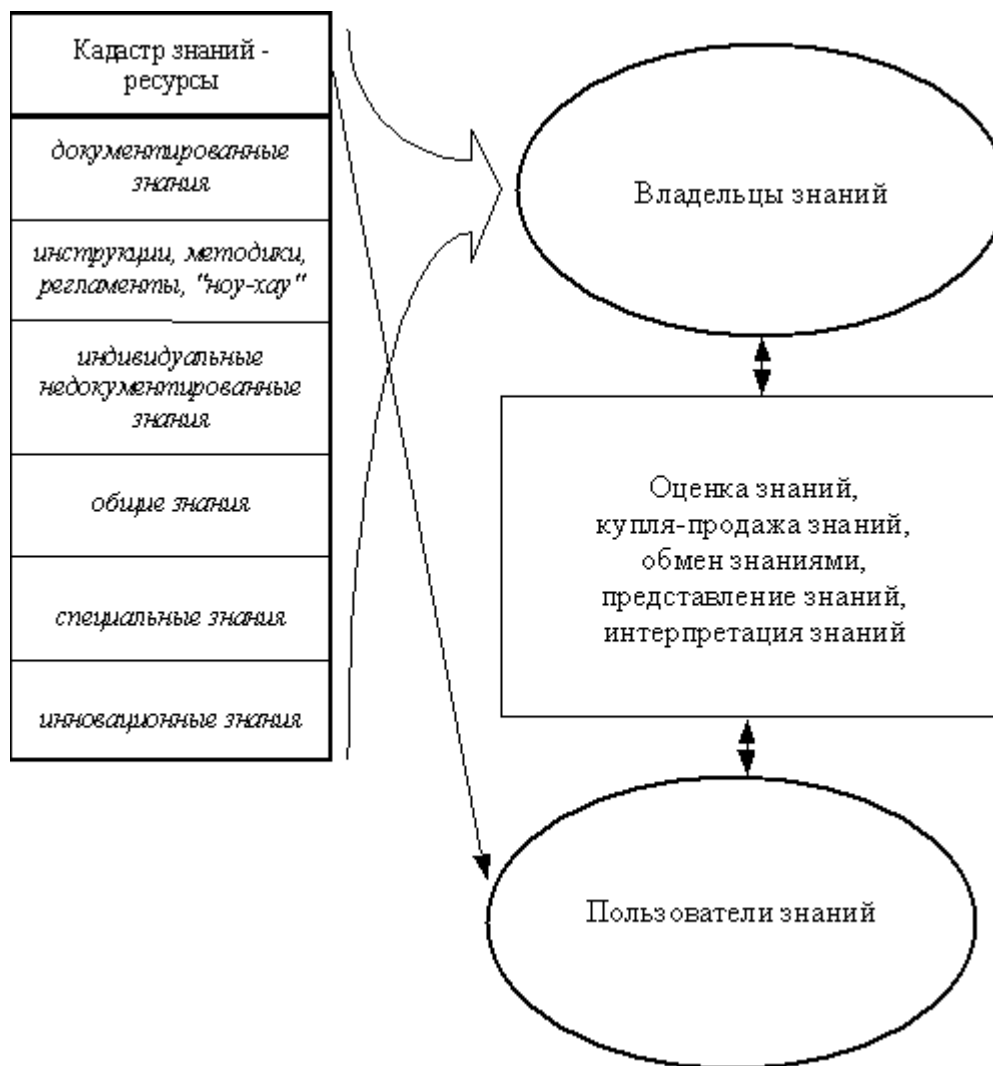 Кадастр знаний -
ресурсы
документированные
знания
инструкции, методики,
регламенты, "ноу-хау"
индивидуальные
недокументированные
знания
общие знания
специальные знания
инновационные знания
Владельцы знаний
Оценка знаний,
купля-продажа знаний,
обмен знаниями,
представление знаний,
интерпретация знаний
Пользователи знаний